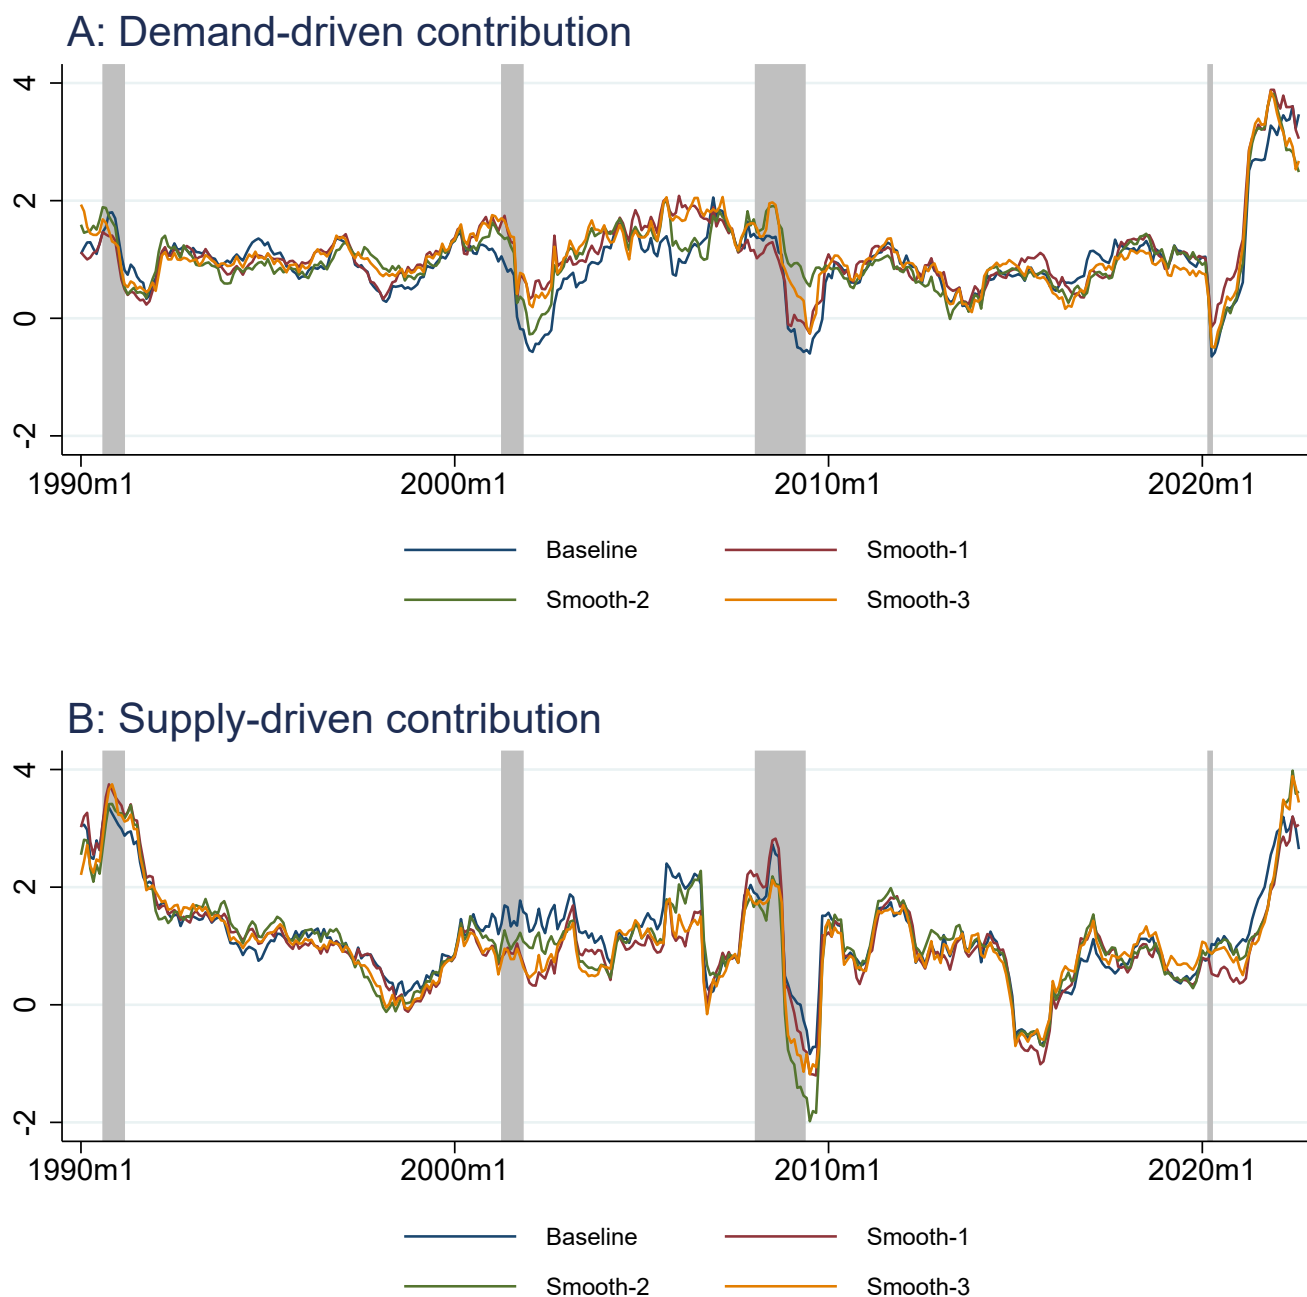 A: Demand-driven contribution
4
2
0
-2
1990m1 2000m1 2010m1 2020m1
Baseline Smooth-1
Smooth-2 Smooth-3
B: Supply-driven contribution
4
2
0
-2
1990m1 2000m1 2010m1 2020m1
Baseline Smooth-1
Smooth-2 Smooth-3